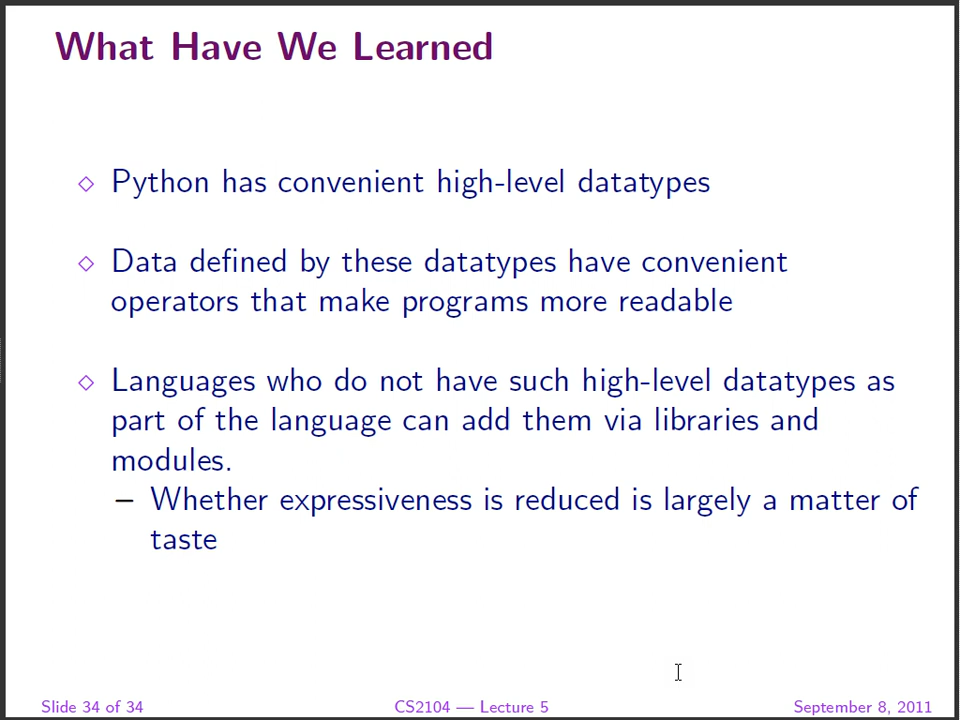 What Have We Learned
◇ Python has convenient high-level datatypes
◇ Data defined by these datatypes have convenient
operators that make programs more readable
◇ Languages who do not have such high-level datatypes as
part of the language can add them via libraries and
modules.
– Whether expressiveness is reduced is largely a matter of
taste
Slide 34 of 34 CS2104 — Lecture 5 September 8, 2011